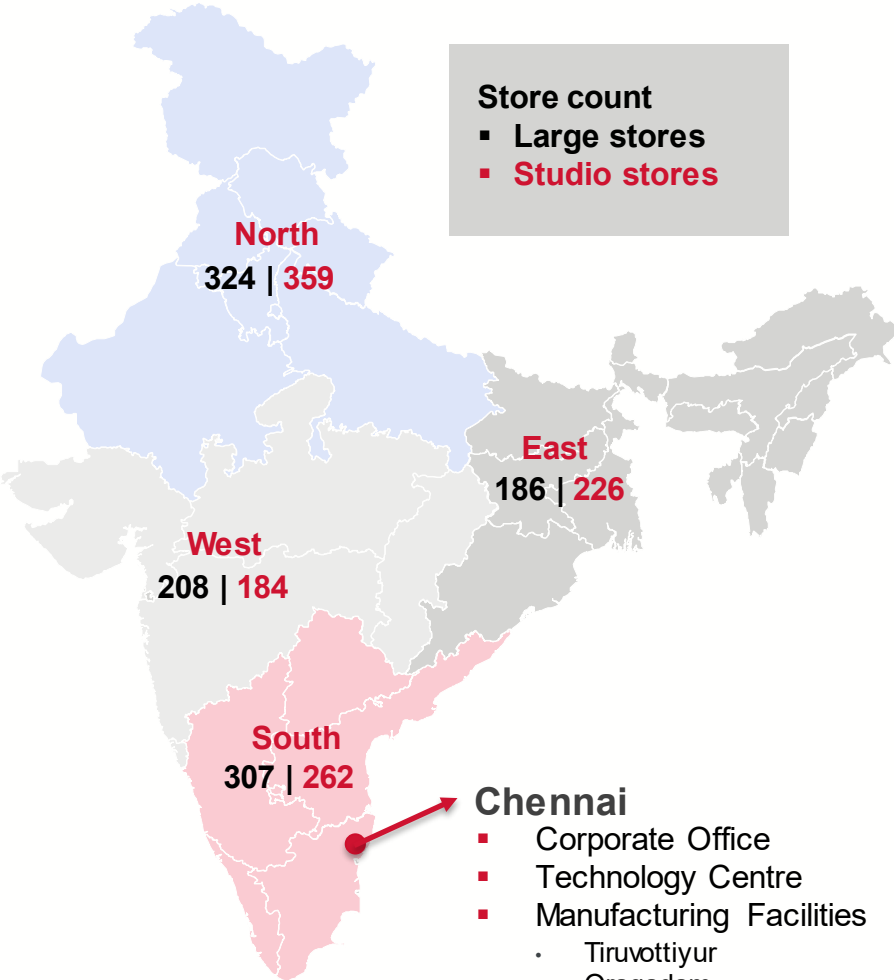 Store count
▪ Large stores
▪ Studio stores
North
324 | 359
East
186 | 226
West
208 | 184
South
307 | 262
Chennai
▪ Corporate Office
▪ Technology Centre
▪ Manufacturing Facilities
• Tiruvottiyur